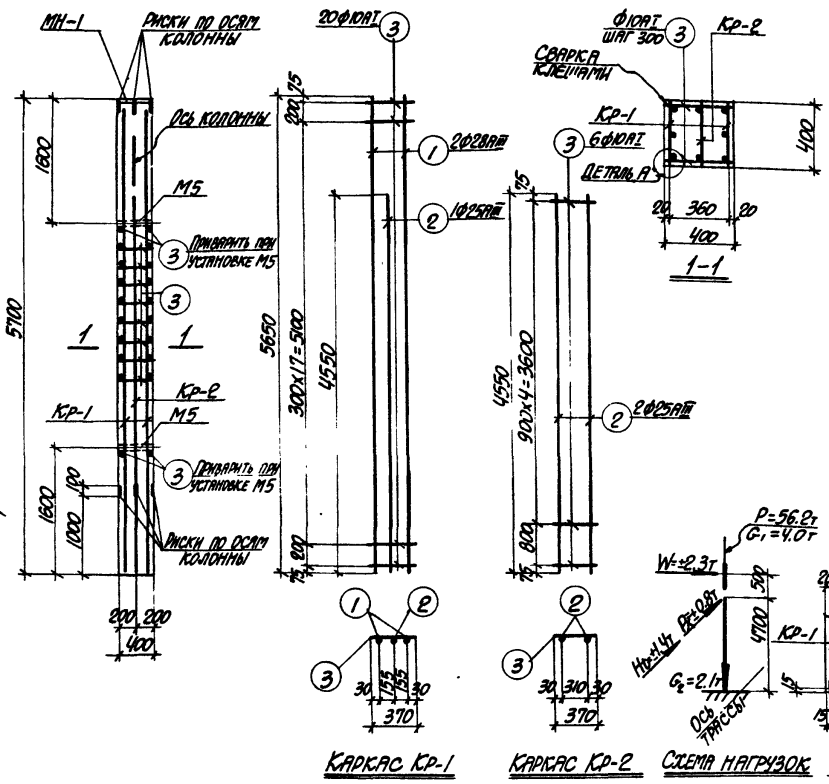 МН-1
РИСКИ ПО ОСЯМ
КОЛОННЫ
ОСЬ КОЛОННЫ
1600
М5
3
ПРИВАРИТЬ ПРИ
УСТАНОВКЕ М5
3
5700
1
1
КР-2
КР-1
М5
3
ПРИВАРИТЬ ПРИ
УСТАНОВКЕ М5
1600
100
1000
РИСКИ ПО ОСЯМ
КОЛОННЫ
200
200
400
20Ф10АI
3
75
200
1
2Ф28АIII
2
1Ф25АIII
5650
300х17=5100
4550
200
75
1
2
3
30
155
155
30
370
КАРКАС КР-1
3
6Ф10АI
75
4550
900х4=3600
2
2Ф25АIII
800
75
2
3
30
310
30
370
КАРКАС КР-2
Ф10АI
ШАГ 300
3
КР-2
СВАРКА
КЛЕЩАМИ
КР-1
ДЕТАЛЬ А
400
20
360
20
400
1-1
P=56.2т
G₁=4.0т
W=±2.3т
500
4700
G₂=2.1т
ОСЬ
ТРАССЫ
СХЕМА НАГРУЗОК
КР-1
15
15